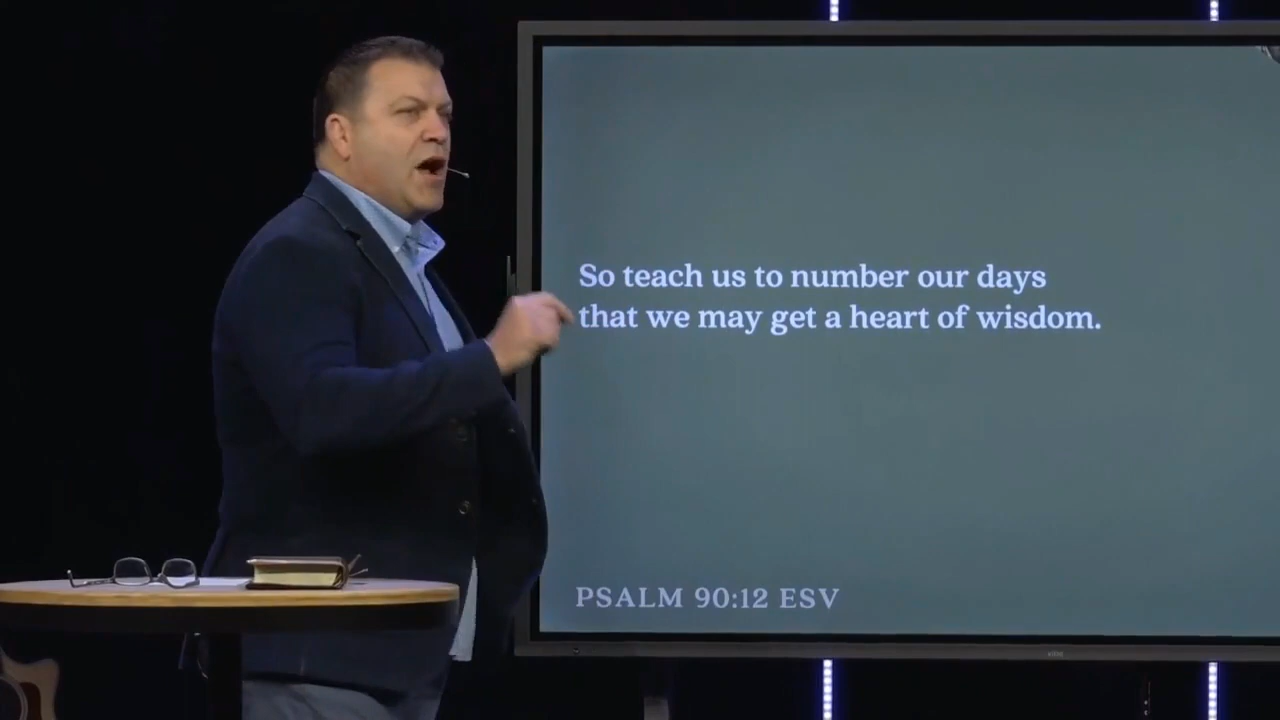 So teach us to number our days
that we may get a heart of wisdom.
PSALM 90:12 ESV